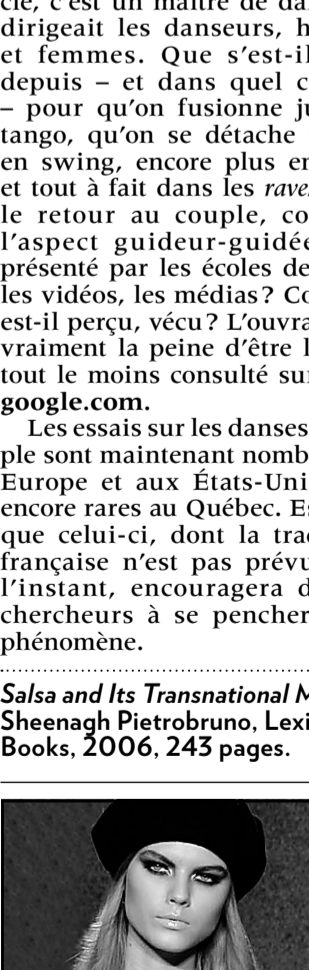 cle, c'est un maître de dan
dirigeait les danseurs, h
et femmes. Que s'est-il
depuis – et dans quel c
– pour qu'on fusionne ju
tango, qu'on se détache
en swing, encore plus en
et tout à fait dans les rave
le retour au couple, co
l'aspect guideur-guidée
présenté par les écoles de
les vidéos, les médias? Co
est-il perçu, vécu? L'ouvra
vraiment la peine d'être l
tout le moins consulté sur
google.com.
Les essais sur les danses
ple sont maintenant nomb
Europe et aux États-Uni
encore rares au Québec. Es
que celui-ci, dont la trad
française n'est pas prévu
l'instant, encouragera d
chercheurs à se pencher
phénomène.
Salsa and Its Transnational M
Sheenagh Pietrobruno, Lexi
Books, 2006, 243 pages.